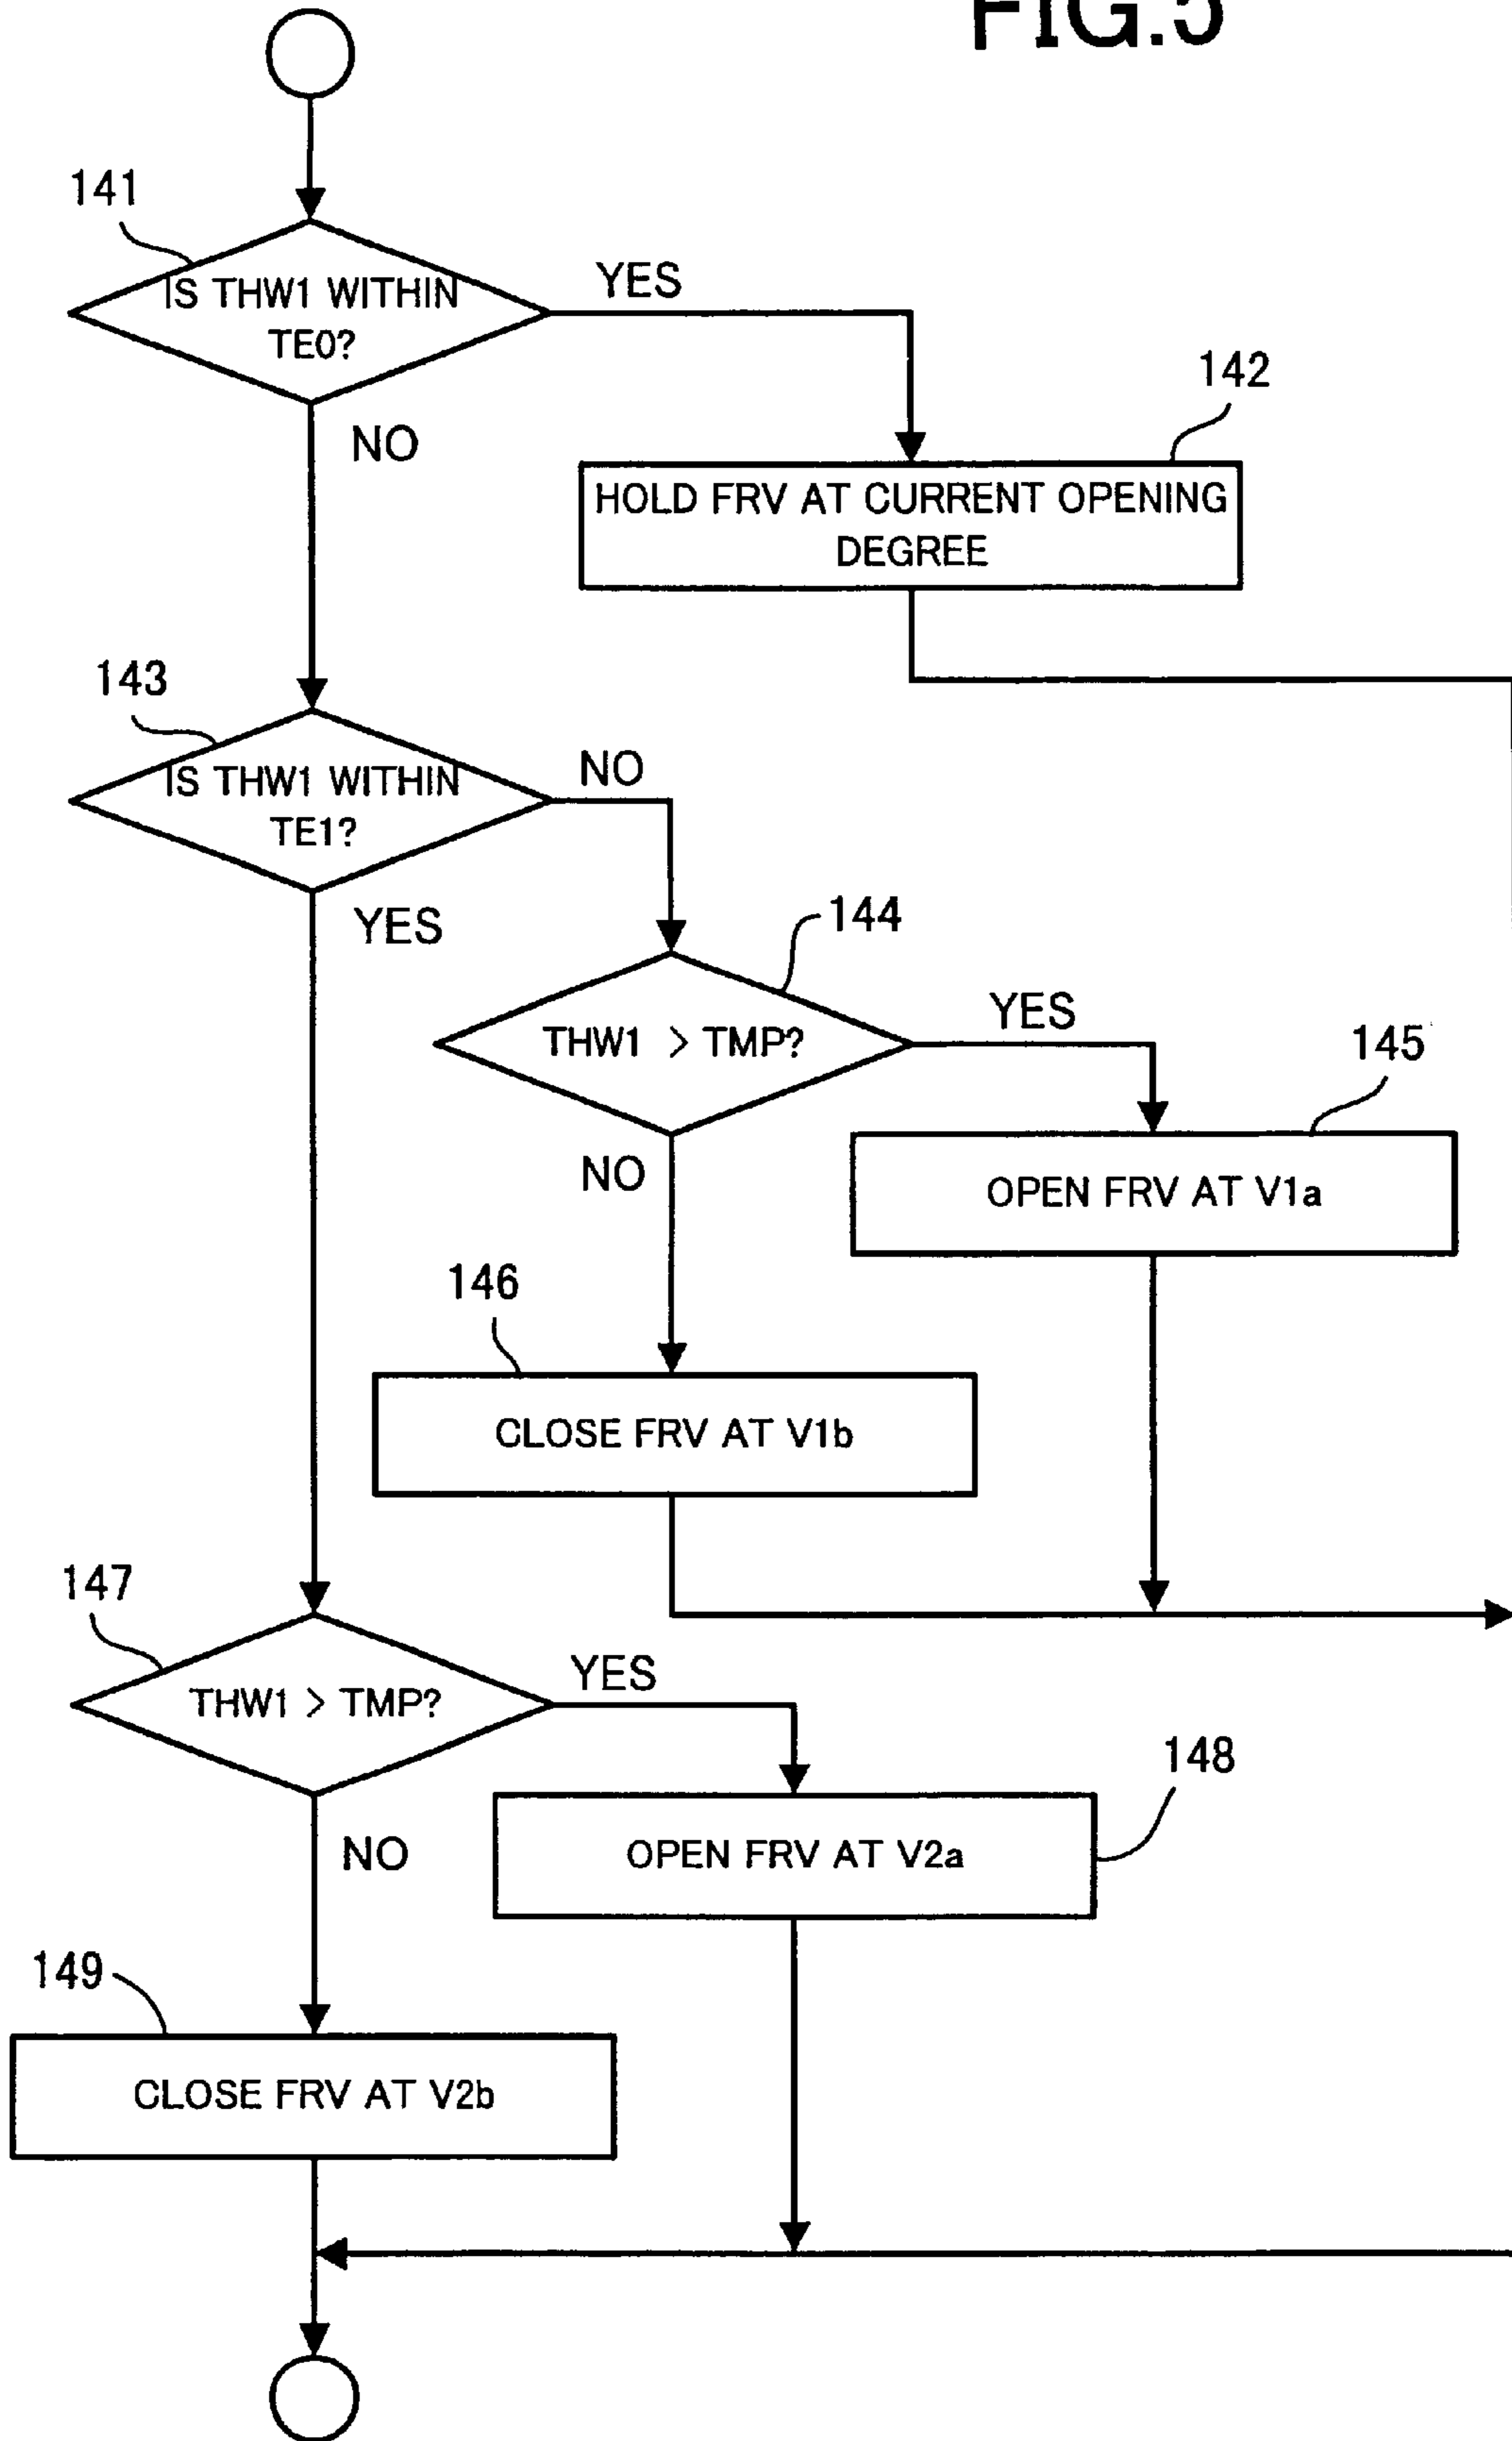 FIG.5
141
IS THW1 WITHIN
TE0?
YES
NO
142
HOLD FRV AT CURRENT OPENING
DEGREE
143
IS THW1 WITHIN
TE1?
NO
YES
144
THW1 > TMP?
YES
NO
145
OPEN FRV AT V1a
146
CLOSE FRV AT V1b
147
THW1 > TMP?
YES
NO
148
OPEN FRV AT V2a
149
CLOSE FRV AT V2b